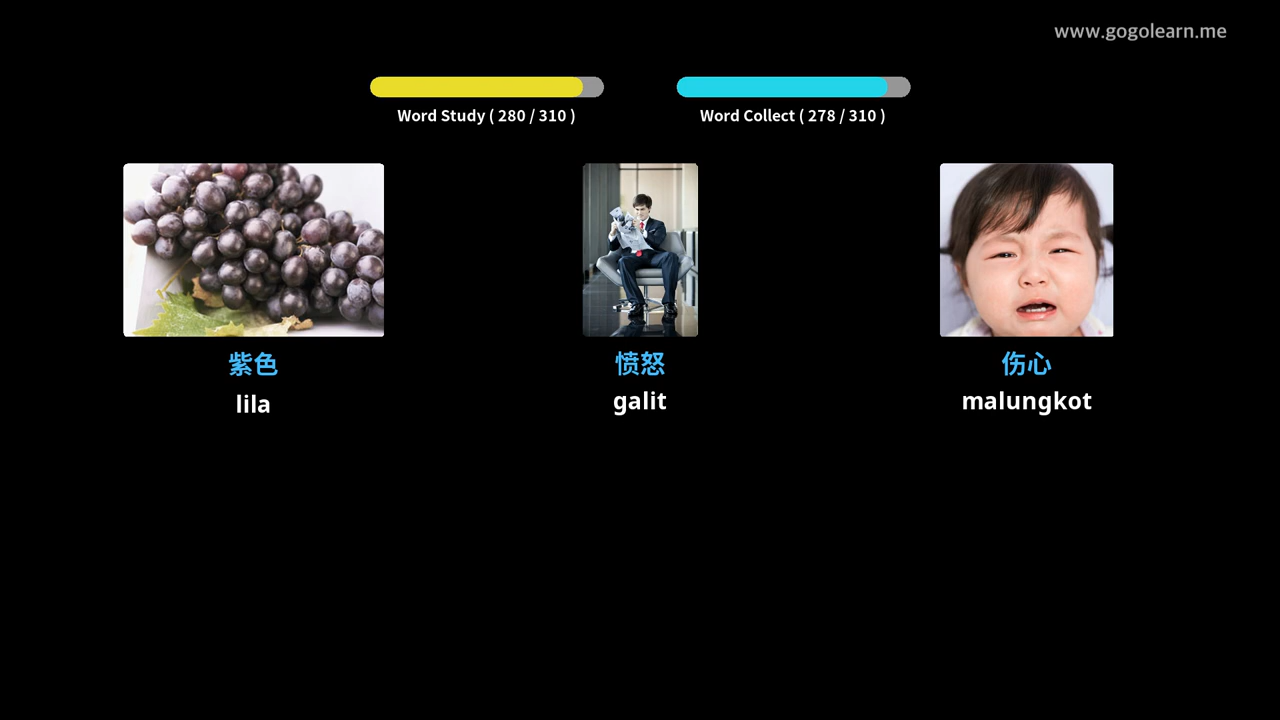 www.gogolearn.me
Word Study ( 280 / 310 )
Word Collect ( 278 / 310 )
紫色
lila
愤怒
galit
伤心
malungkot